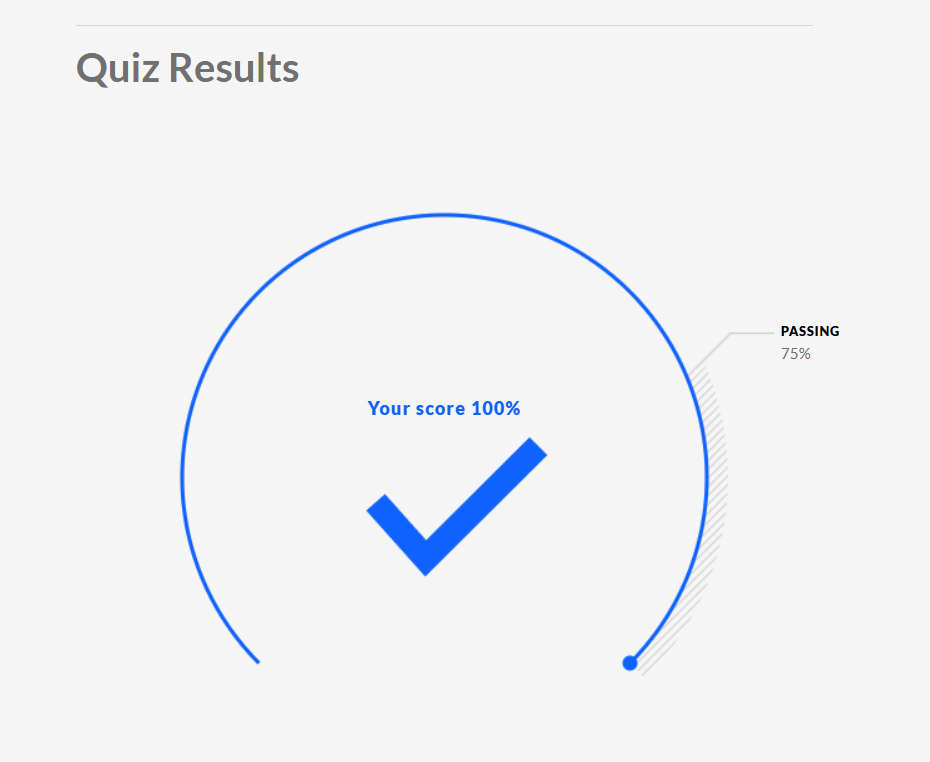 Quiz Results
PASSING
75%
Your score 100%